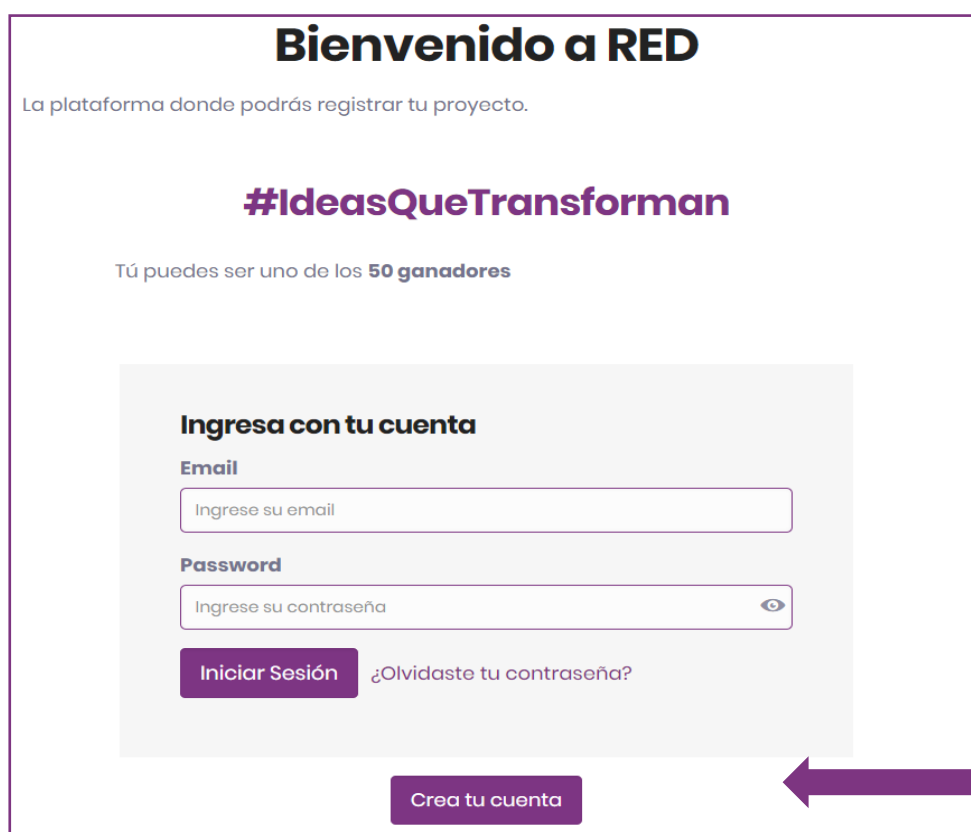 Bienvenido a RED
La plataforma donde podrás registrar tu proyecto.
#IdeasQueTransforman
Tú puedes ser uno de los 50 ganadores
Ingresa con tu cuenta
Email
Ingrese su email
Password
Ingrese su contraseña
Iniciar Sesión ¿Olvidaste tu contraseña?
Crea tu cuenta